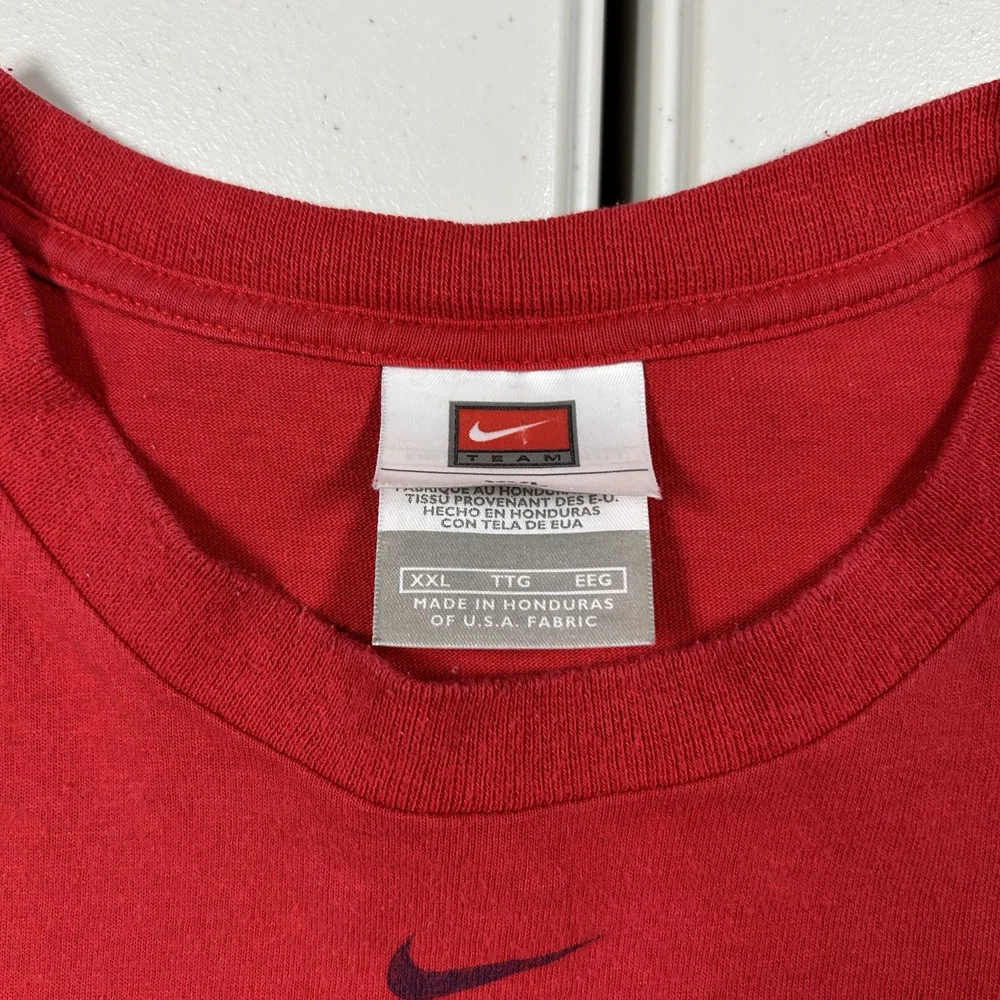 TEAM
FABRIQUÉ AU HONDURAS
TISSU PROVENANT DES E-U.
HECHO EN HONDURAS
CON TELA DE EUA
XXL TTG EEG
MADE IN HONDURAS
OF U.S.A. FABRIC